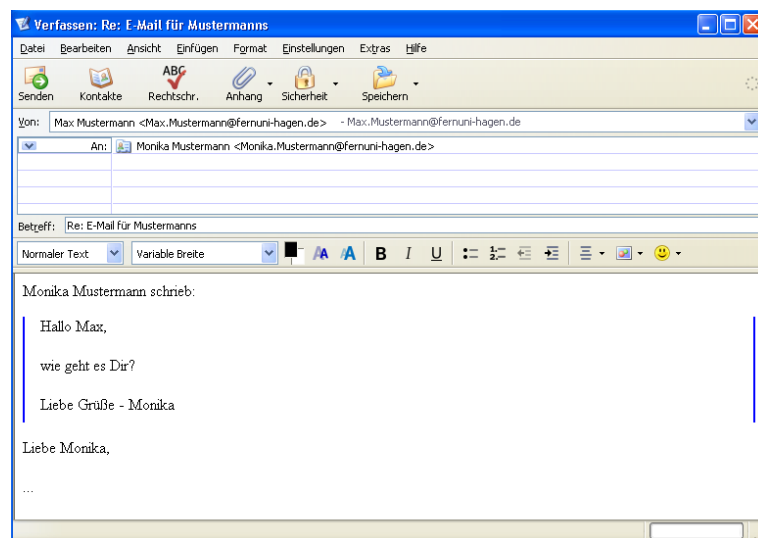 Verfassen: Re: E-Mail für Mustermanns
Datei Bearbeiten Ansicht Einfügen Format Einstellungen Extras Hilfe
ABC
Senden Kontakte Rechtschr. Anhang Sicherheit Speichern
Von: Max Mustermann <Max.Mustermann@fernuni-hagen.de> - Max.Mustermann@fernuni-hagen.de
An: Monika Mustermann <Monika.Mustermann@fernuni-hagen.de>
Betreff: Re: E-Mail für Mustermanns
Normaler Text Variable Breite A A A B I U
Monika Mustermann schrieb:
Hallo Max,
wie geht es Dir?
Liebe Grüße - Monika
Liebe Monika,
...